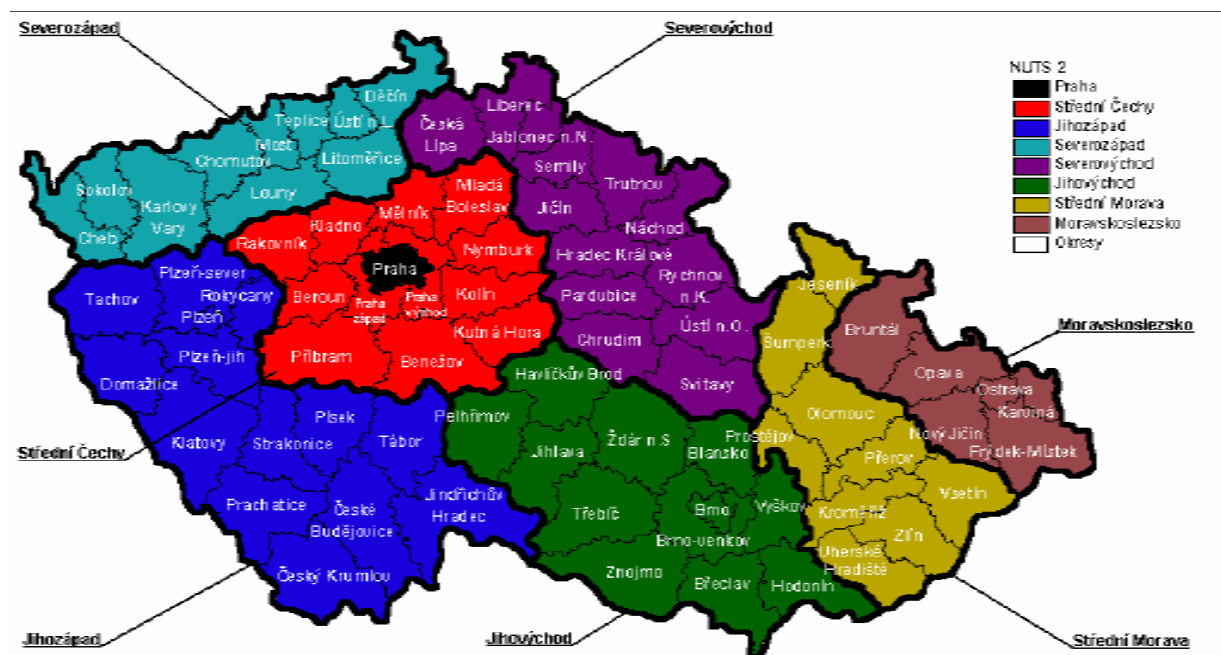 Severozápad
Severovýchod
NUTS 2
Praha
Střední Čechy
Jihozápad
Severozápad
Severovýchod
Jihovýchod
Střední Morava
Moravskoslezsko
Okresy
Děčín
Teplice
Ústí n.L.
Most
Chomutov
Litoměřice
Sokolov
Karlovy
Vary
Louny
Cheb
Liberec
Česká
Lípa
Jablonec n.N.
Semily
Trutnov
Jičín
Náchod
Hradec Králové
Rychnov
n.K.
Pardubice
Ústí n.O.
Chrudim
Svitavy
Mladá
Boleslav
Mělník
Kladno
Rakovník
Nymburk
Praha
Beroun
Praha
západ
Praha
východ
Kolín
Kutná Hora
Příbram
Benešov
Plzeň-sever
Tachov
Rokycany
Plzeň
Plzeň-jih
Domažlice
Klatovy
Písek
Strakonice
Tábor
Prachatice
České
Budějovice
Jindřichův
Hradec
Český Krumlov
Havlíčkův Brod
Pelhřimov
Jihlava
Žďár n.S
Blansko
Třebíč
Brno
Vyškov
Brno-venkov
Znojmo
Břeclav
Hodonín
Jeseník
Šumperk
Olomouc
Prostějov
Přerov
Kroměříž
Vsetín
Zlín
Uherské
Hradiště
Bruntál
Opava
Ostrava
Karviná
Nový Jičín
Frýdek-Místek
Moravskoslezsko
Střední Čechy
Jihozápad
Jihovýchod
Střední Morava